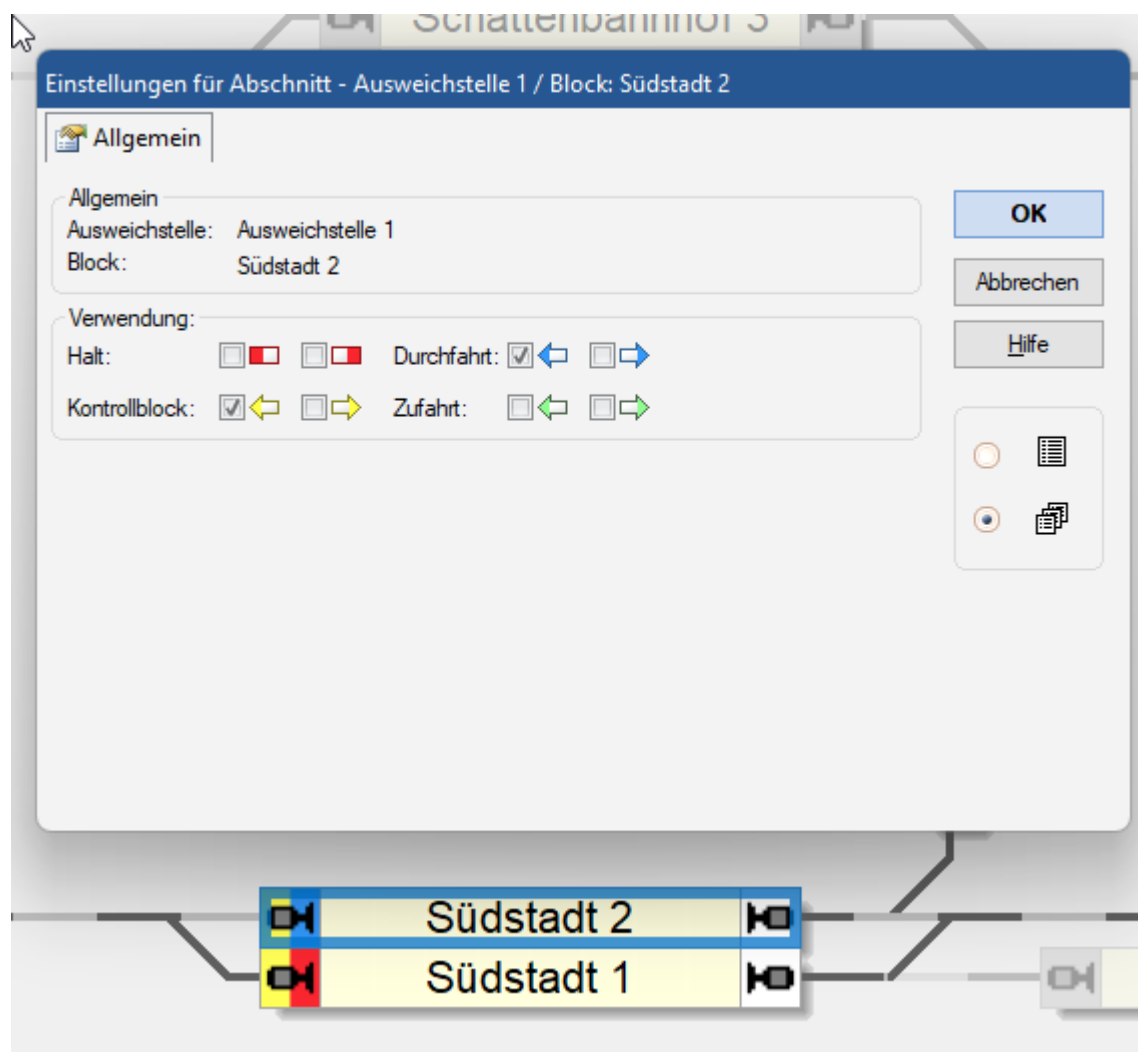 Schattenbahnhof 3
Einstellungen für Abschnitt - Ausweichstelle 1 / Block: Südstadt 2
Allgemein
Allgemein
Ausweichstelle: Ausweichstelle 1
Block: Südstadt 2
OK
Abbrechen
Hilfe
Verwendung:
Halt: Durchfahrt:
Kontrollblock: Zufahrt:
Südstadt 2
Südstadt 1